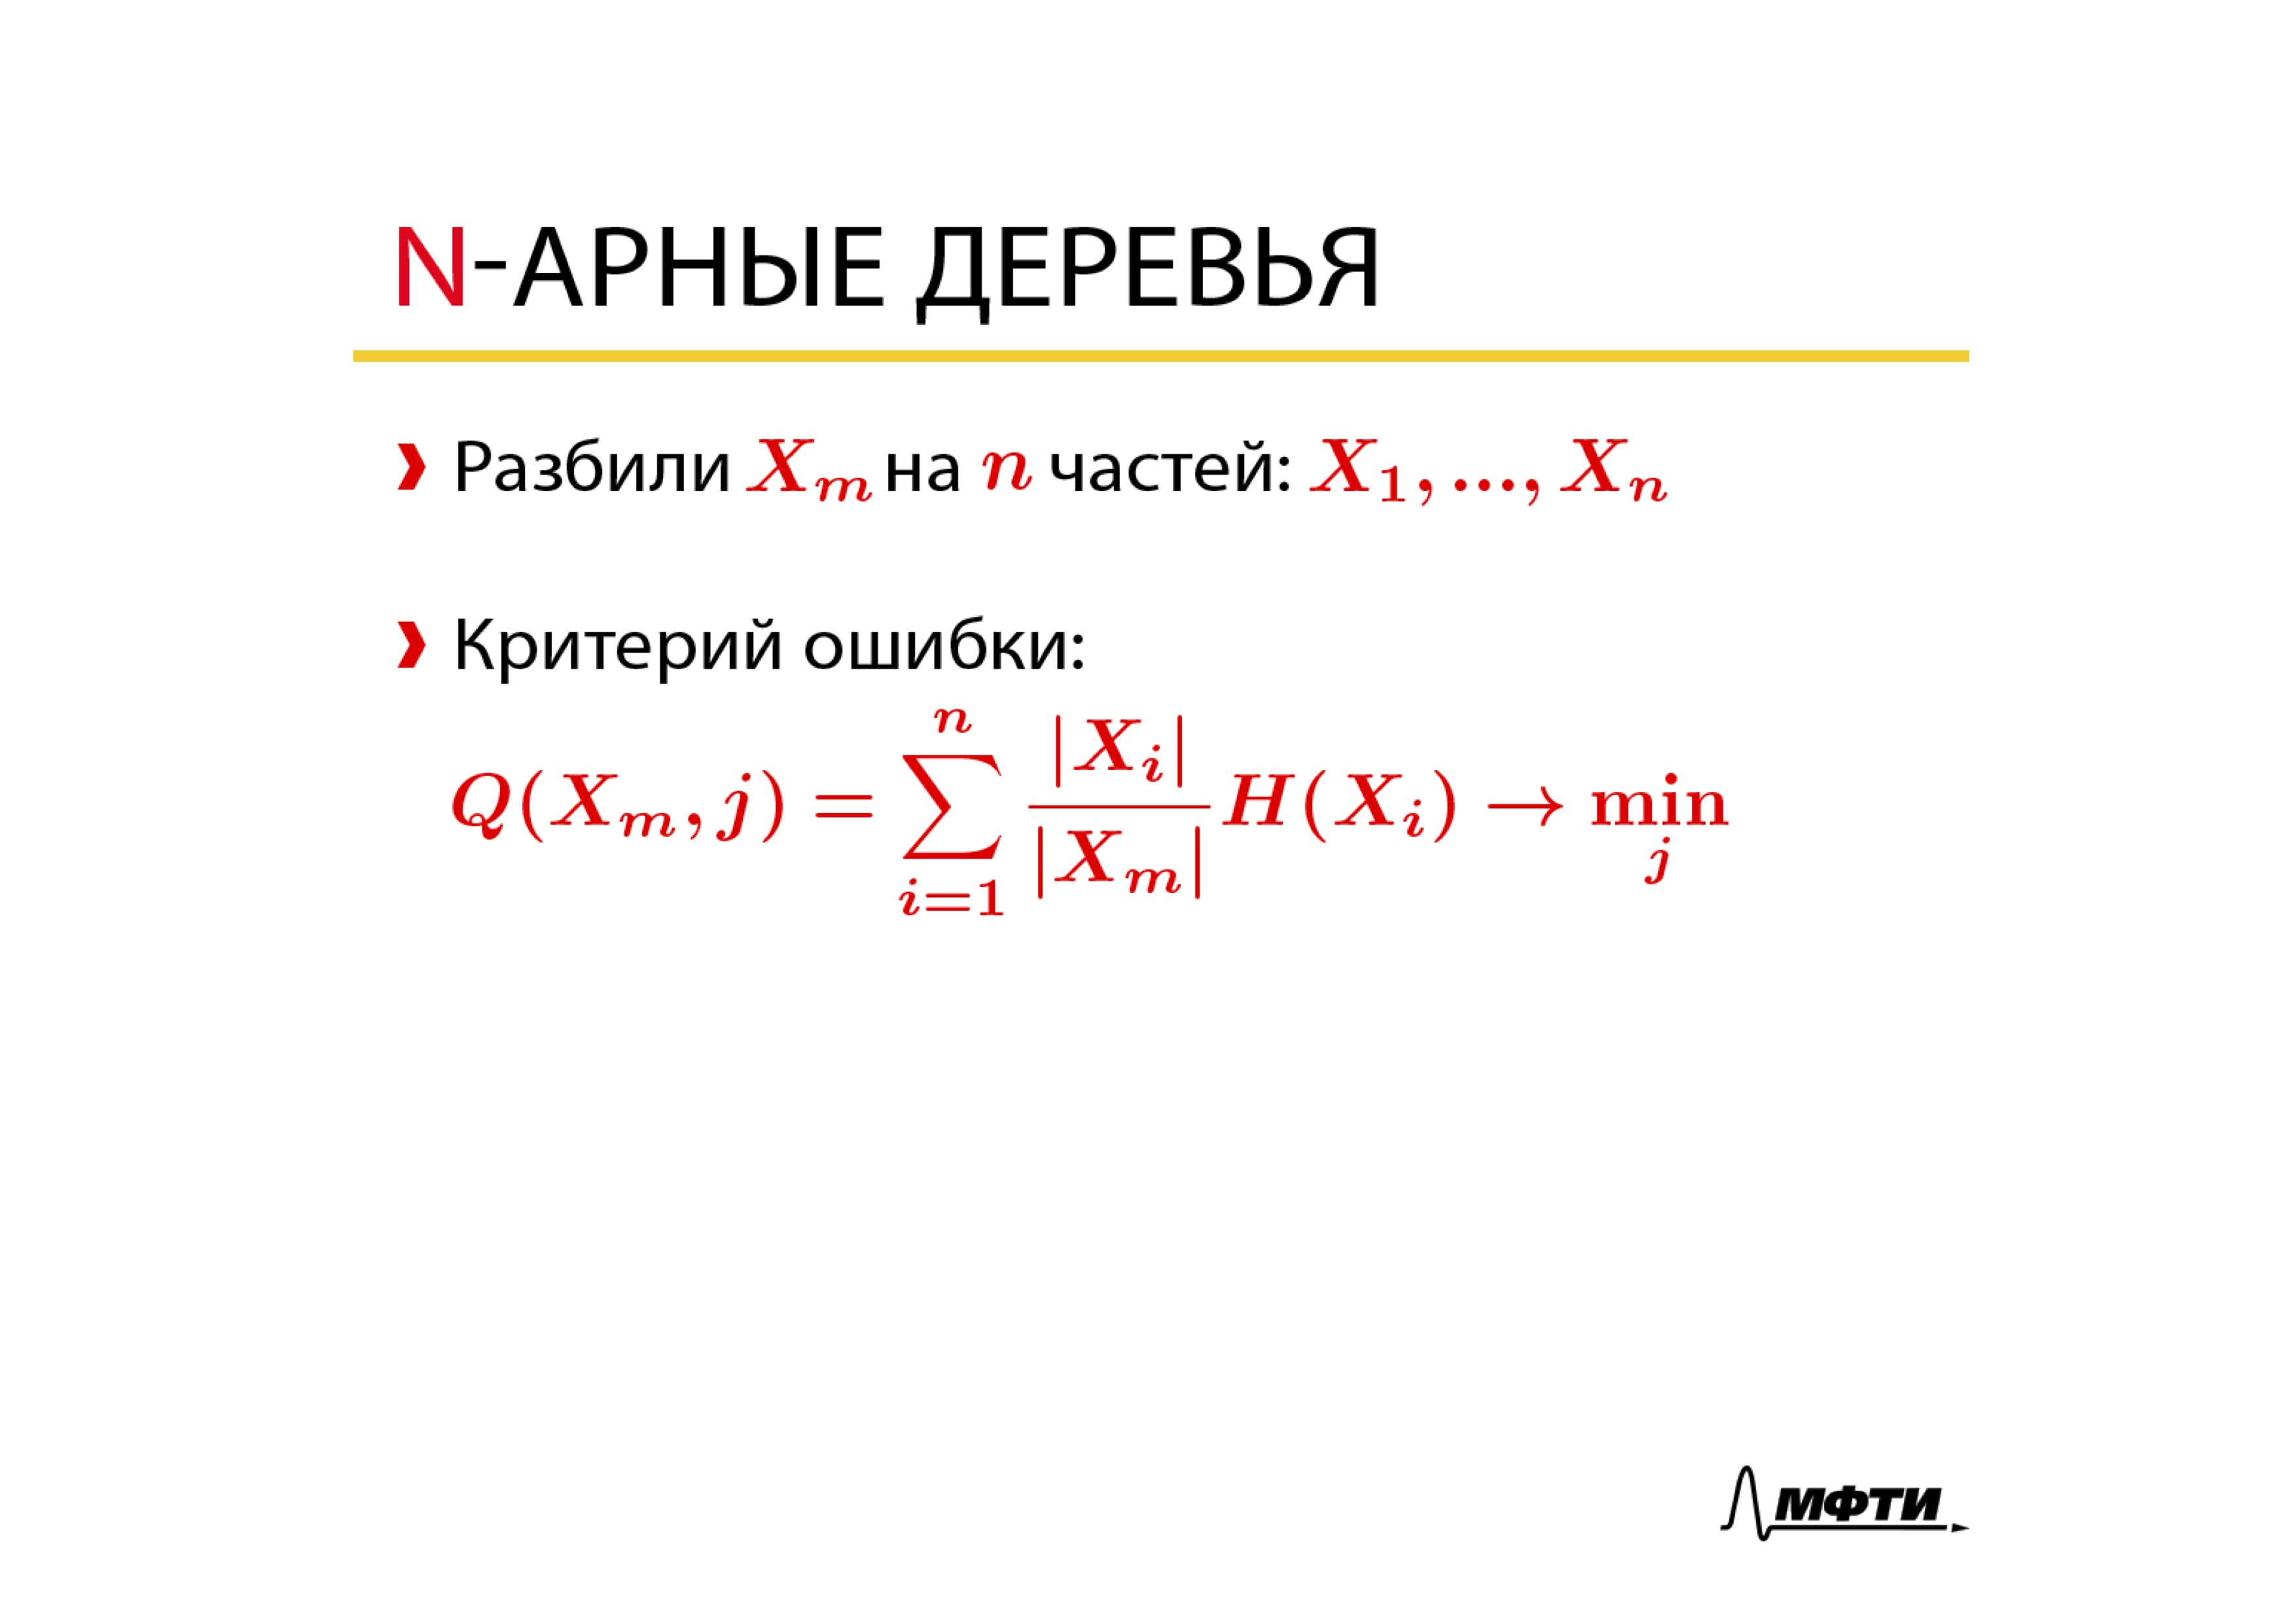 N-АРНЫЕ ДЕРЕВЬЯ
Разбили $X_m$ на $n$ частей: $X_1, ..., X_n$
Критерий ошибки:
$Q(X_m, j) = \sum_{i=1}^{n} \frac{|X_i|}{|X_m|} H(X_i) \to \min_j$
МФТИ